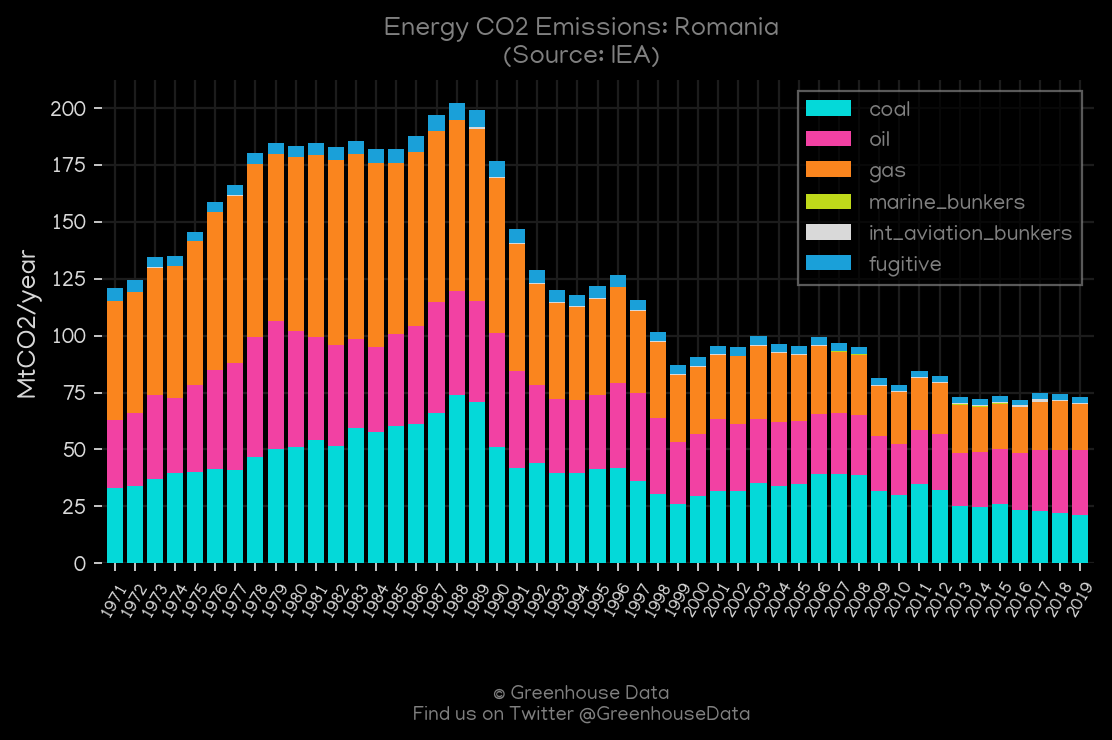 Energy CO2 Emissions: Romania
(Source: IEA)
200
175
150
125
100
75
50
25
0
MtCO2/year
coal
oil
gas
marine_bunkers
int_aviation_bunkers
fugitive
1971 1972 1973 1974 1975 1976 1977 1978 1979 1980 1981 1982 1983 1984 1985 1986 1987 1988 1989 1990 1991 1992 1993 1994 1995 1996 1997 1998 1999 2000 2001 2002 2003 2004 2005 2006 2007 2008 2009 2010 2011 2012 2013 2014 2015 2016 2017 2018 2019
© Greenhouse Data
Find us on Twitter @GreenhouseData